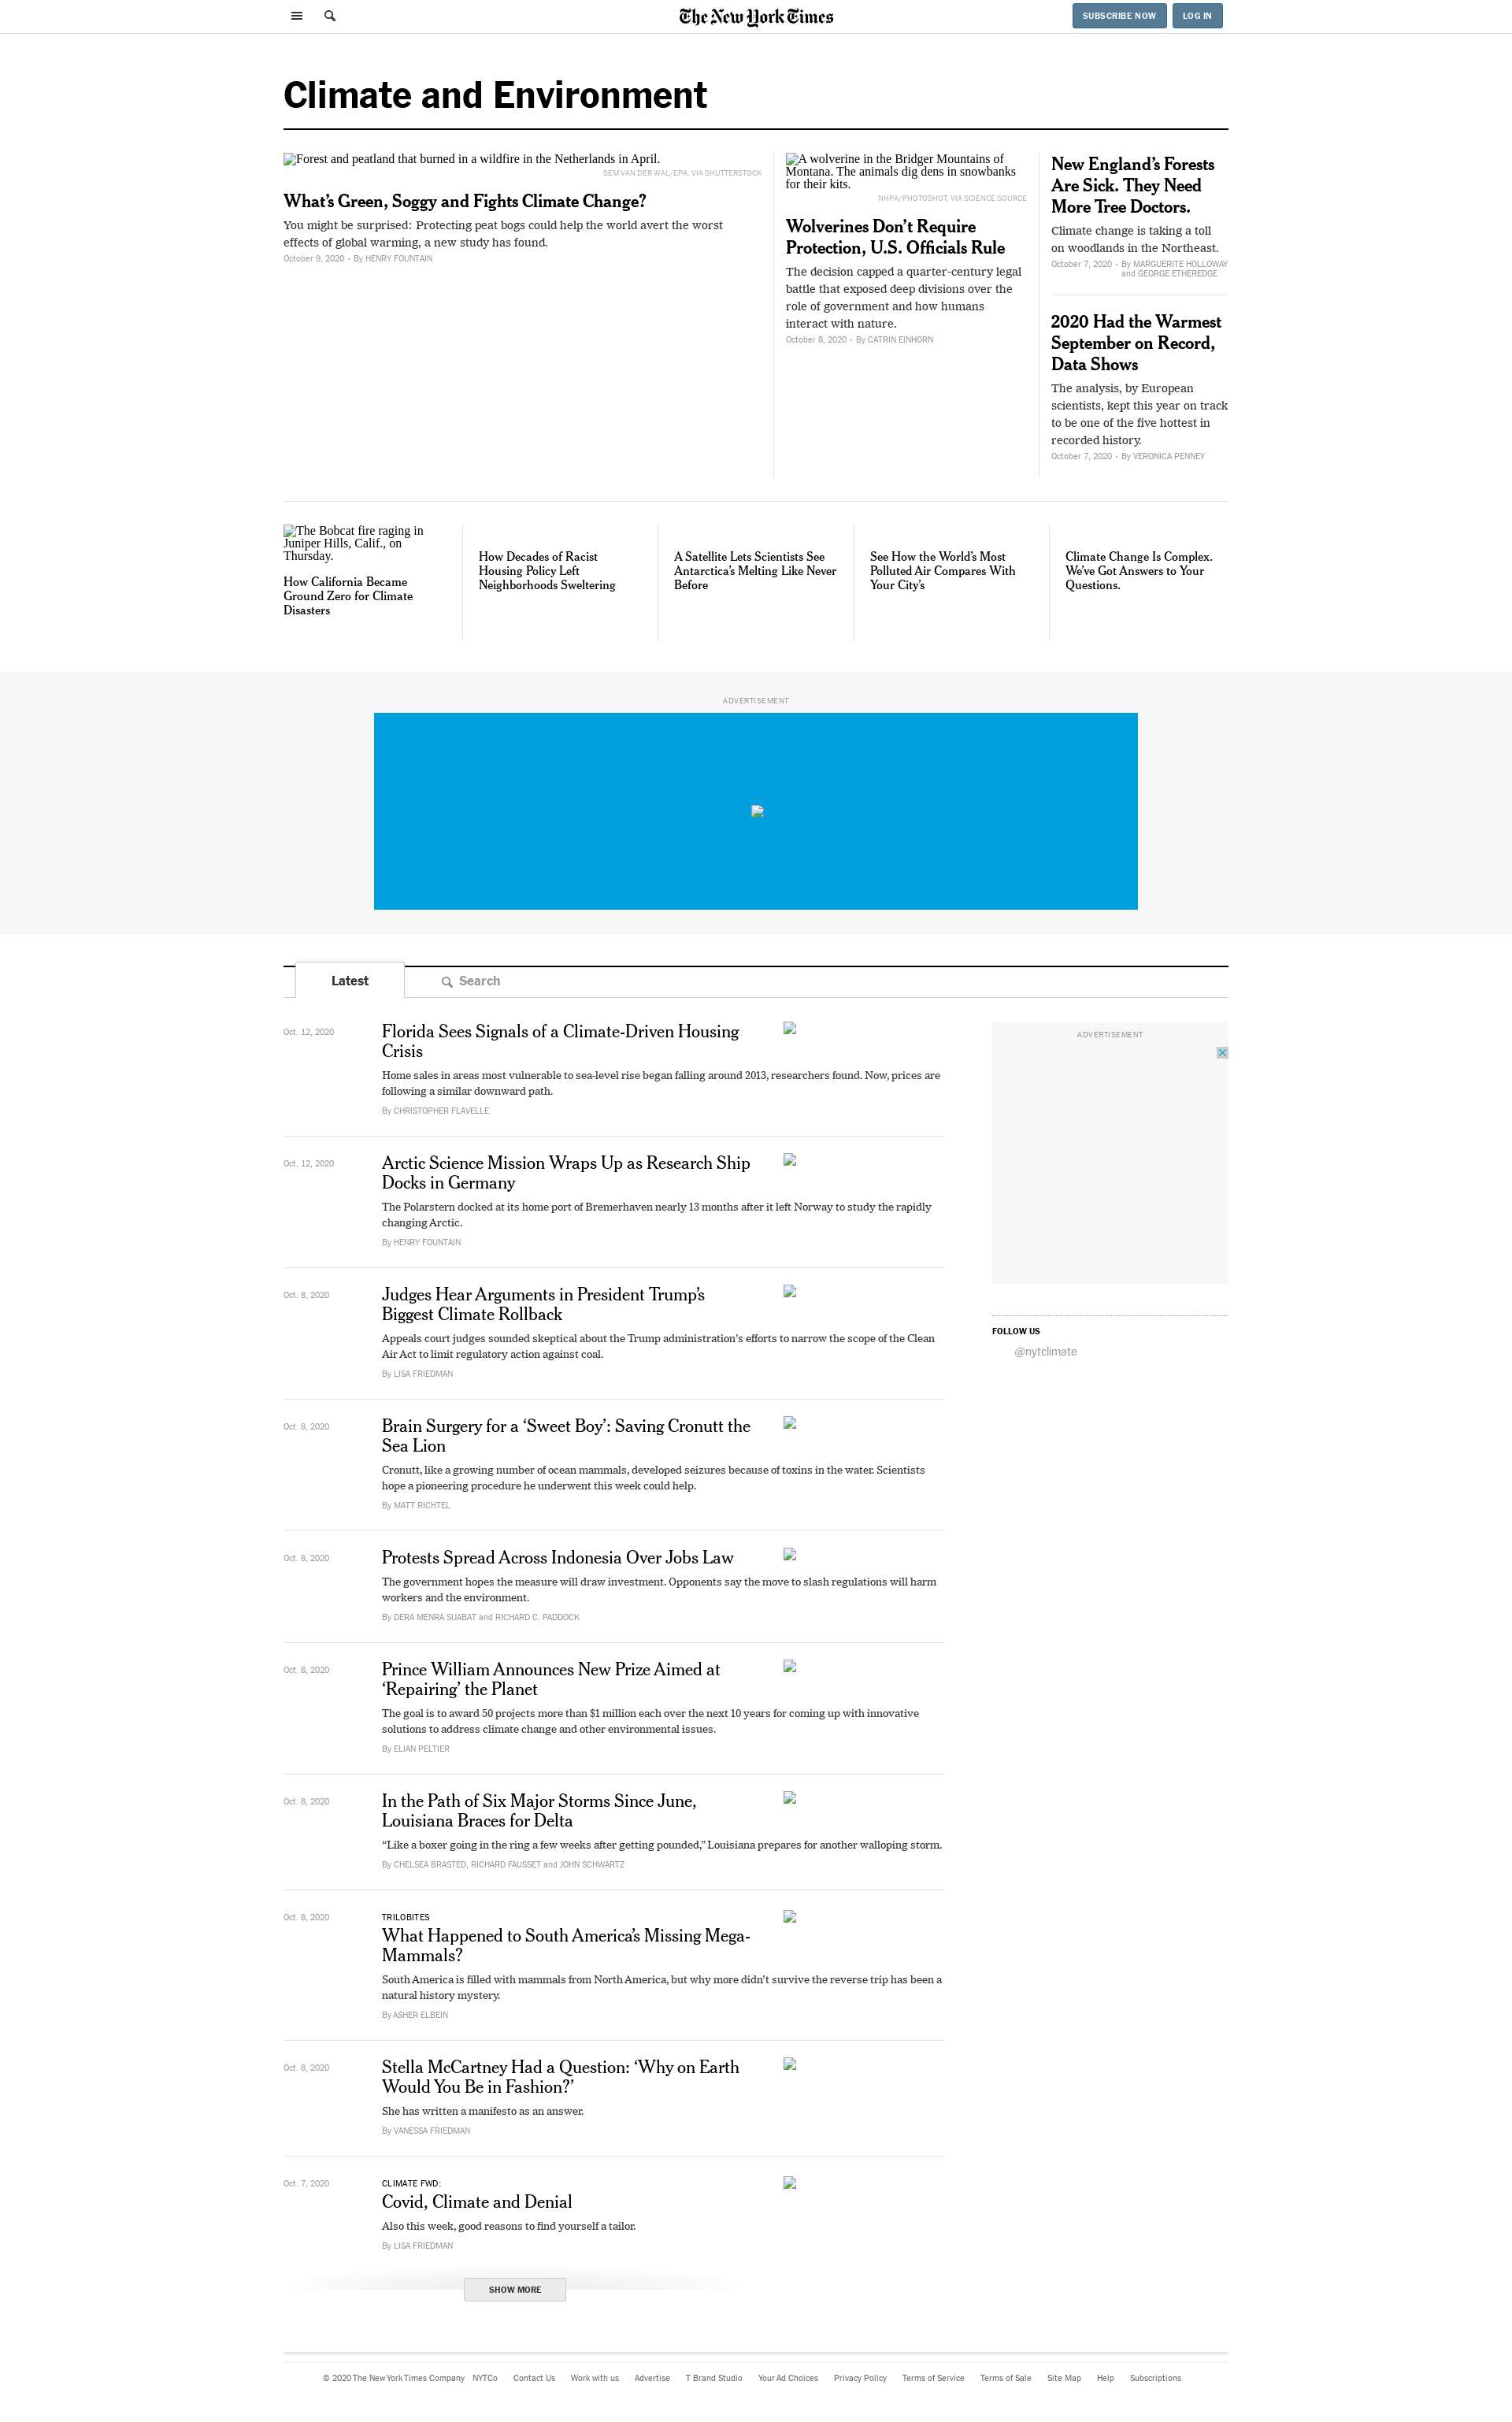 The New York Times
SUBSCRIBE NOW
LOG IN
Climate and Environment
Forest and peatland that burned in a wildfire in the Netherlands in April.
SEM VAN DER WAL/EPA, VIA SHUTTERSTOCK
What’s Green, Soggy and Fights Climate Change?
You might be surprised: Protecting peat bogs could help the world avert the worst
effects of global warming, a new study has found.
October 9, 2020 • By HENRY FOUNTAIN
A wolverine in the Bridger Mountains of
Montana. The animals dig dens in snowbanks
for their kits.
NHPA/PHOTOSHOT, VIA SCIENCE SOURCE
Wolverines Don’t Require
Protection, U.S. Officials Rule
The decision capped a quarter-century legal
battle that exposed deep divisions over the
role of government and how humans
interact with nature.
October 8, 2020 • By CATRIN EINHORN
New England’s Forests
Are Sick. They Need
More Tree Doctors.
Climate change is taking a toll
on woodlands in the Northeast.
October 7, 2020 • By MARGUERITE HOLLOWAY
and GEORGE ETHEREDGE
2020 Had the Warmest
September on Record,
Data Shows
The analysis, by European
scientists, kept this year on track
to be one of the five hottest in
recorded history.
October 7, 2020 • By VERONICA PENNEY
The Bobcat fire raging in
Juniper Hills, Calif., on
Thursday.
How California Became
Ground Zero for Climate
Disasters
How Decades of Racist
Housing Policy Left
Neighborhoods Sweltering
A Satellite Lets Scientists See
Antarctica’s Melting Like Never
Before
See How the World’s Most
Polluted Air Compares With
Your City’s
Climate Change Is Complex.
We’ve Got Answers to Your
Questions.
ADVERTISEMENT
Latest
Search
Oct. 12, 2020
Florida Sees Signals of a Climate-Driven Housing
Crisis
Home sales in areas most vulnerable to sea-level rise began falling around 2013, researchers found. Now, prices are
following a similar downward path.
By CHRISTOPHER FLAVELLE
Oct. 12, 2020
Arctic Science Mission Wraps Up as Research Ship
Docks in Germany
The Polarstern docked at its home port of Bremerhaven nearly 13 months after it left Norway to study the rapidly
changing Arctic.
By HENRY FOUNTAIN
Oct. 8, 2020
Judges Hear Arguments in President Trump’s
Biggest Climate Rollback
Appeals court judges sounded skeptical about the Trump administration's efforts to narrow the scope of the Clean
Air Act to limit regulatory action against coal.
By LISA FRIEDMAN
Oct. 8, 2020
Brain Surgery for a ‘Sweet Boy’: Saving Cronutt the
Sea Lion
Cronutt, like a growing number of ocean mammals, developed seizures because of toxins in the water. Scientists
hope a pioneering procedure he underwent this week could help.
By MATT RICHTEL
Oct. 8, 2020
Protests Spread Across Indonesia Over Jobs Law
The government hopes the measure will draw investment. Opponents say the move to slash regulations will harm
workers and the environment.
By DERA MENRA SIJABAT and RICHARD C. PADDOCK
Oct. 8, 2020
Prince William Announces New Prize Aimed at
‘Repairing’ the Planet
The goal is to award 50 projects more than $1 million each over the next 10 years for coming up with innovative
solutions to address climate change and other environmental issues.
By ELIAN PELTIER
Oct. 8, 2020
In the Path of Six Major Storms Since June,
Louisiana Braces for Delta
“Like a boxer going in the ring a few weeks after getting pounded,” Louisiana prepares for another walloping storm.
By CHELSEA BRASTED, RICHARD FAUSSET and JOHN SCHWARTZ
Oct. 8, 2020
TRILOBITES
What Happened to South America’s Missing Mega-
Mammals?
South America is filled with mammals from North America, but why more didn’t survive the reverse trip has been a
natural history mystery.
By ASHER ELBEIN
Oct. 8, 2020
Stella McCartney Had a Question: ‘Why on Earth
Would You Be in Fashion?’
She has written a manifesto as an answer.
By VANESSA FRIEDMAN
Oct. 7, 2020
CLIMATE FWD:
Covid, Climate and Denial
Also this week, good reasons to find yourself a tailor.
By LISA FRIEDMAN
SHOW MORE
ADVERTISEMENT
FOLLOW US
@nytclimate
© 2020 The New York Times Company NYTCo Contact Us Work with us Advertise T Brand Studio Your Ad Choices Privacy Policy Terms of Service Terms of Sale Site Map Help Subscriptions